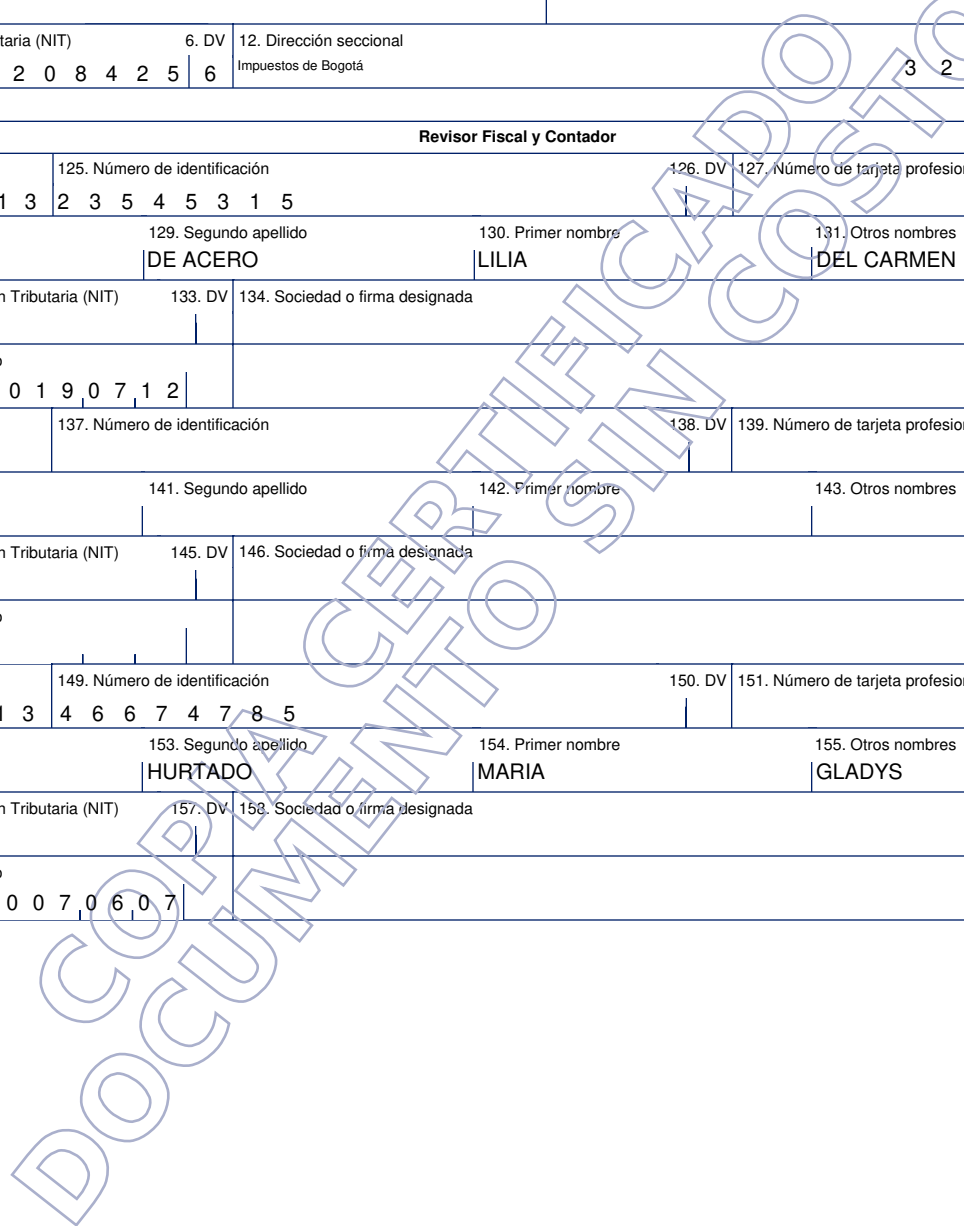 taria (NIT) 6. DV 12. Dirección seccional
2 0 8 4 2 5 6 Impuestos de Bogotá 3 2
Revisor Fiscal y Contador
125. Número de identificación 126. DV 127. Número de tarjeta profesion
1 3 2 3 5 4 5 3 1 5
129. Segundo apellido 130. Primer nombre 131. Otros nombres
DE ACERO LILIA DEL CARMEN
n Tributaria (NIT) 133. DV 134. Sociedad o firma designada
o
0 1 9 0 7 1 2
137. Número de identificación 138. DV 139. Número de tarjeta profesion
141. Segundo apellido 142. Primer nombre 143. Otros nombres
n Tributaria (NIT) 145. DV 146. Sociedad o firma designada
o
149. Número de identificación 150. DV 151. Número de tarjeta profesion
1 3 4 6 6 7 4 7 8 5
153. Segundo apellido 154. Primer nombre 155. Otros nombres
HURTADO MARIA GLADYS
n Tributaria (NIT) 157. DV 158. Sociedad o firma designada
o
0 0 7 0 6 0 7
COPIA CERTIFICADO
DOCUMENTO SIN COSTO